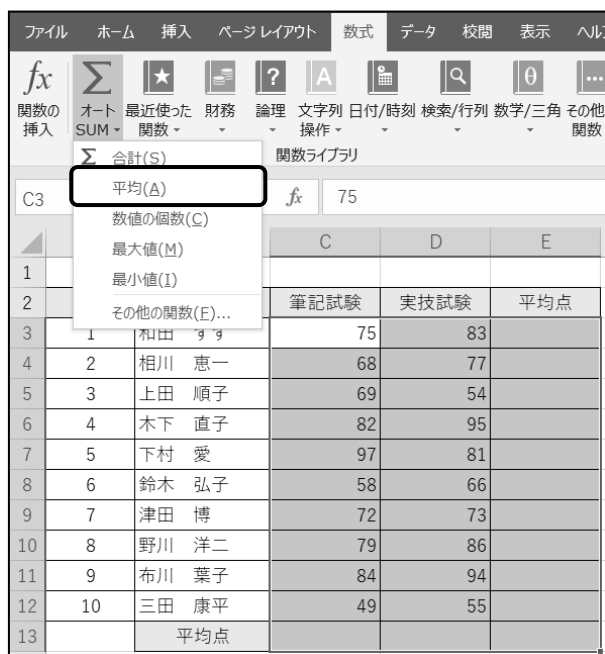 ファイル ホーム 挿入 ページ レイアウト 数式 データ 校閲 表示
fx Σ ★ ? A Q θ ...
関数の オート 最近使った 財務 論理 文字列 日付/時刻 検索/行列 数学/三角 その他
挿入 SUM 関数 操作 関数
Σ 合計(S) 関数ライブラリ
平均(A)
C3 fx 75
数値の個数(C)
最大値(M) C D E
最小値(I)
1
その他の関数(F)...
2 筆記試験 実技試験 平均点
3 1 和田 すず 75 83
4 2 相川 恵一 68 77
5 3 上田 順子 69 54
6 4 木下 直子 82 95
7 5 下村 愛 97 81
8 6 鈴木 弘子 58 66
9 7 津田 博 72 73
10 8 野川 洋二 79 86
11 9 布川 葉子 84 94
12 10 三田 康平 49 55
13 平均点